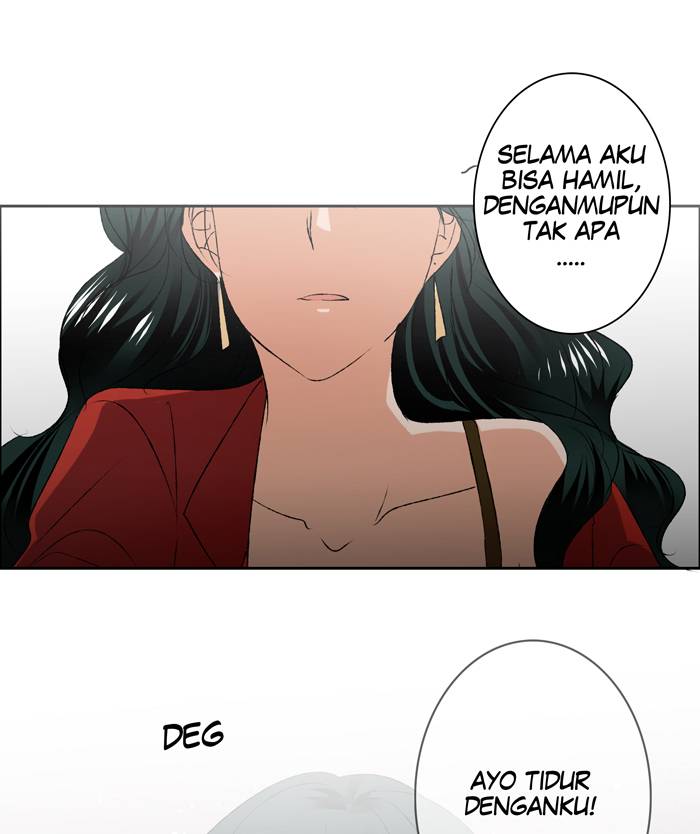 SELAMA AKU
BISA HAMIL,
DENGANMUPUN
TAK APA
.....
DEG
AYO TIDUR
DENGANKU!